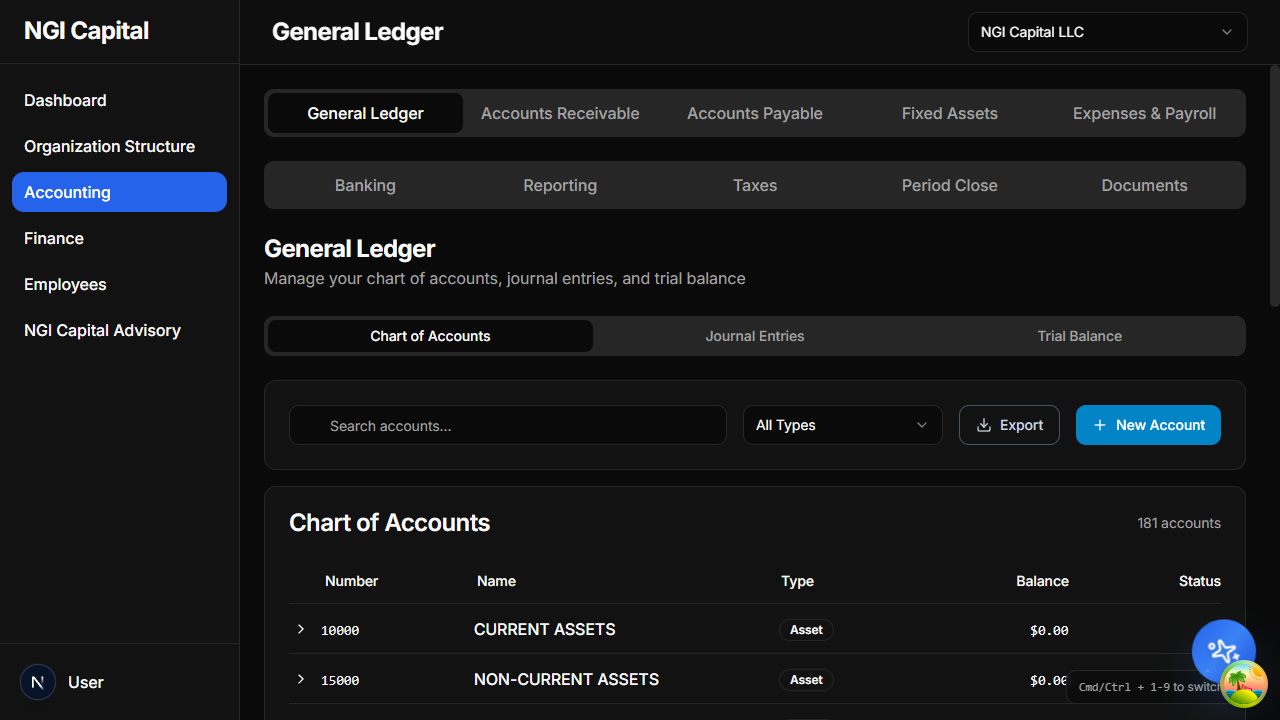 NGI Capital
General Ledger
NGI Capital LLC
Dashboard
Organization Structure
Accounting
Finance
Employees
NGI Capital Advisory
N
User
General Ledger
Accounts Receivable
Accounts Payable
Fixed Assets
Expenses & Payroll
Banking
Reporting
Taxes
Period Close
Documents
General Ledger
Manage your chart of accounts, journal entries, and trial balance
Chart of Accounts
Journal Entries
Trial Balance
Search accounts...
All Types
Export
New Account
Chart of Accounts
181 accounts
Number Name Type Balance Status
10000 CURRENT ASSETS Asset $0.00
15000 NON-CURRENT ASSETS Asset $0.00
Cmd/Ctrl + 1-9 to switch